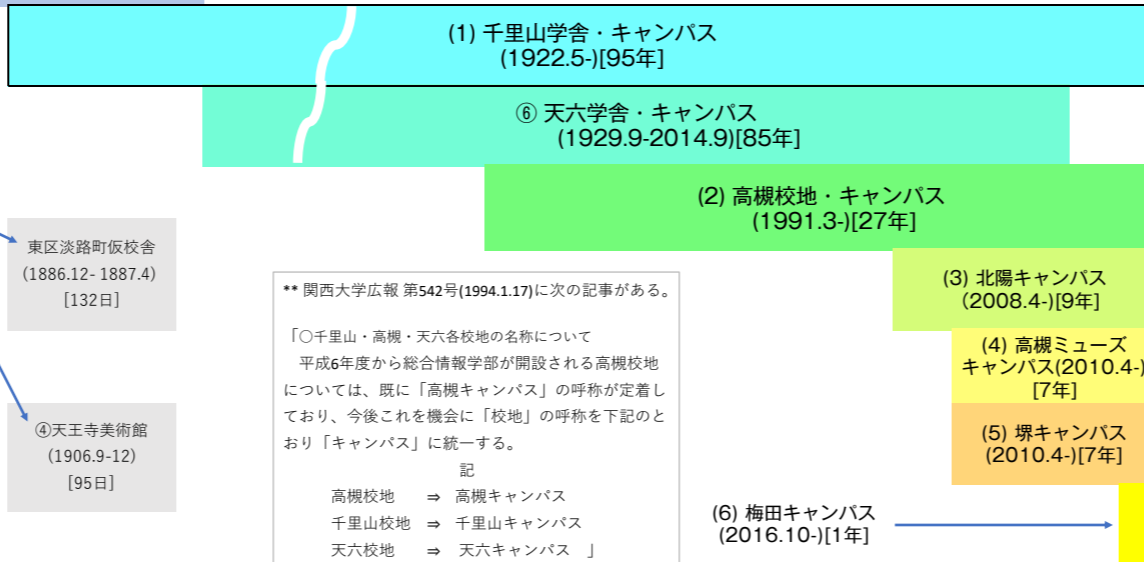 (1) 千里山学舎・キャンパス
(1922.5-)[95年]
⑥ 天六学舎・キャンパス
(1929.9-2014.9)[85年]
(2) 高槻校地・キャンパス
(1991.3-)[27年]
東区淡路町仮校舎
(1886.12- 1887.4)
[132日]
(3) 北陽キャンパス
(2008.4-)[9年]
(4) 高槻ミューズ
キャンパス(2010.4-)
[7年]
④天王寺美術館
(1906.9-12)
[95日]
(5) 堺キャンパス
(2010.4-)[7年]
** 関西大学広報 第542号(1994.1.17)に次の記事がある。
「○千里山・高槻・天六各校地の名称について
平成6年度から総合情報学部が開設される高槻校地
については、既に「高槻キャンパス」の呼称が定着し
ており、今後これを機会に「校地」の呼称を下記のと
おり「キャンパス」に統一する。
記
高槻校地 ⇒ 高槻キャンパス
千里山校地 ⇒ 千里山キャンパス
天六校地 ⇒ 天六キャンパス 」
(6) 梅田キャンパス
(2016.10-)[1年]